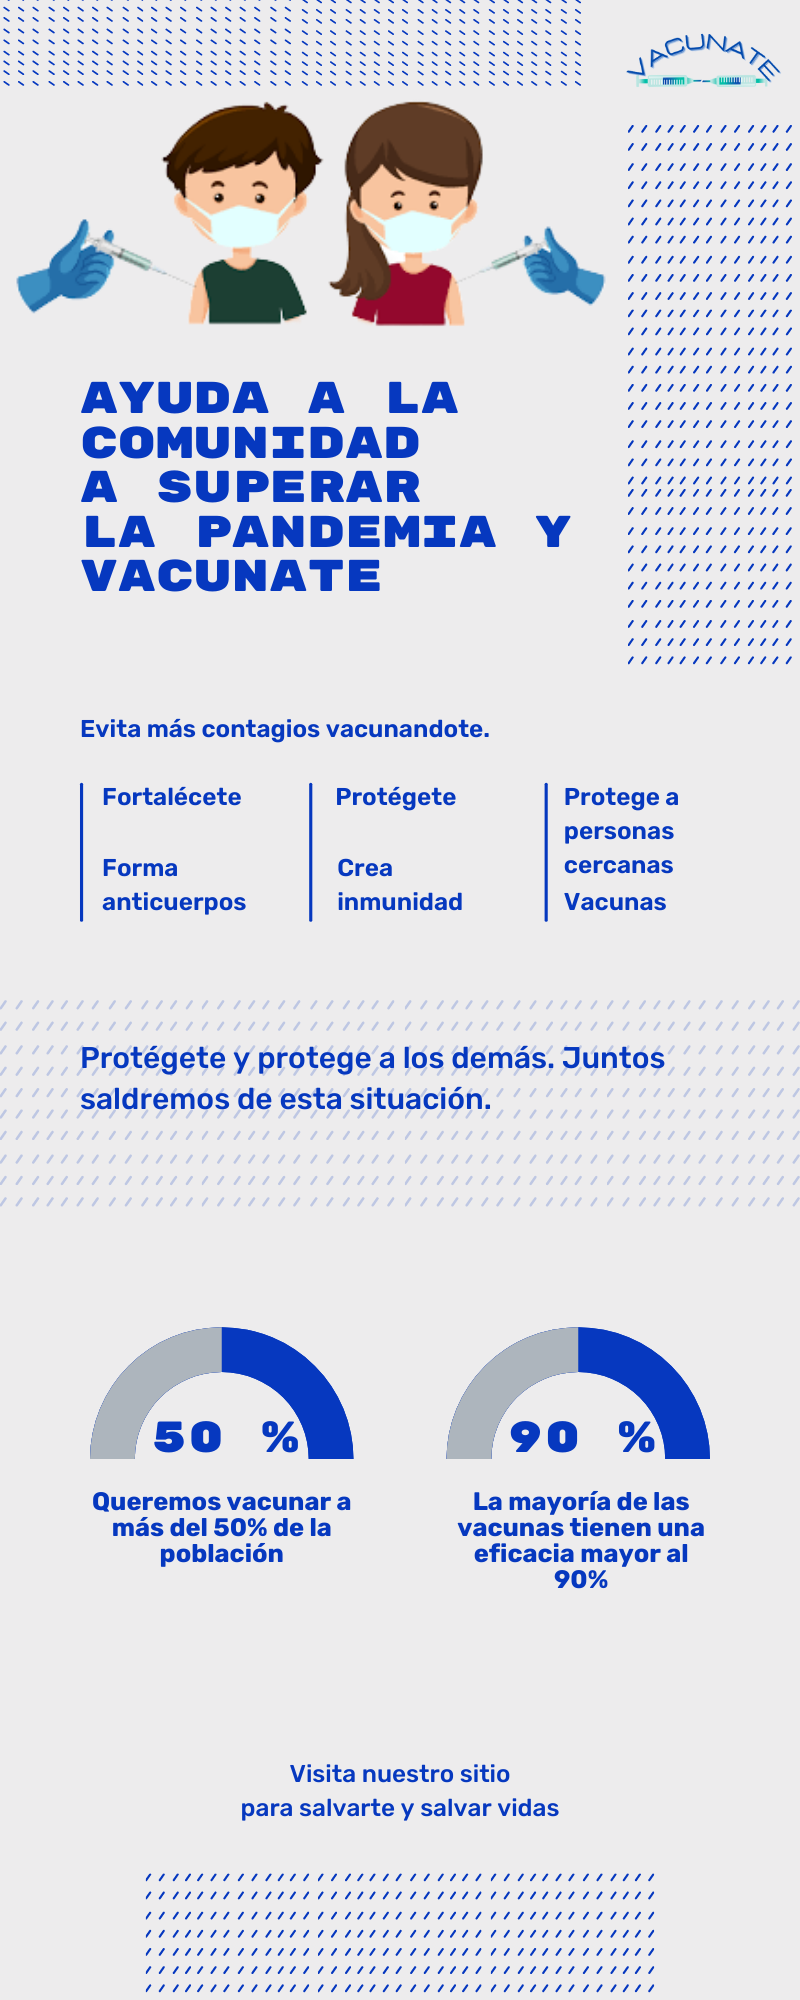 VACUNATE
AYUDA A LA
COMUNIDAD
A SUPERAR
LA PANDEMIA Y
VACUNATE
Evita más contagios vacunandote.
Fortalécete
Forma
anticuerpos
Protégete
Crea
inmunidad
Protege a
personas
cercanas
Vacunas
Protégete y protege a los demás. Juntos
saldremos de esta situación.
50 %
Queremos vacunar a
más del 50% de la
población
90 %
La mayoría de las
vacunas tienen una
eficacia mayor al
90%
Visita nuestro sitio
para salvarte y salvar vidas